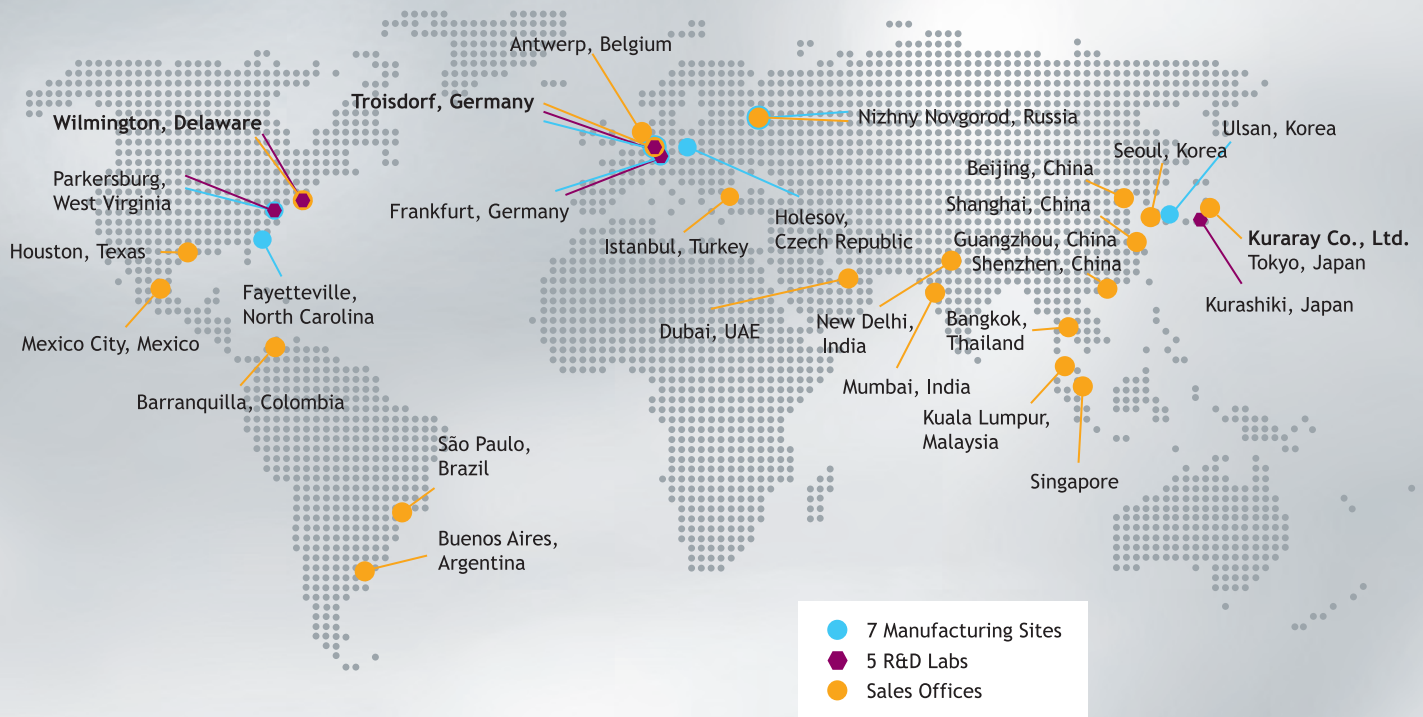 Antwerp, Belgium
Troisdorf, Germany
Nizhny Novgorod, Russia
Wilmington, Delaware
Ulsan, Korea
Seoul, Korea
Beijing, China
Parkersburg,
West Virginia
Shanghai, China
Frankfurt, Germany
Holesov,
Czech Republic
Istanbul, Turkey
Guangzhou, China
Shenzhen, China
Kuraray Co., Ltd.
Tokyo, Japan
Houston, Texas
Fayetteville,
North Carolina
Kurashiki, Japan
Mexico City, Mexico
Dubai, UAE
New Delhi,
India
Bangkok,
Thailand
Mumbai, India
Barranquilla, Colombia
Kuala Lumpur,
Malaysia
São Paulo,
Brazil
Singapore
Buenos Aires,
Argentina
7 Manufacturing Sites
5 R&D Labs
Sales Offices